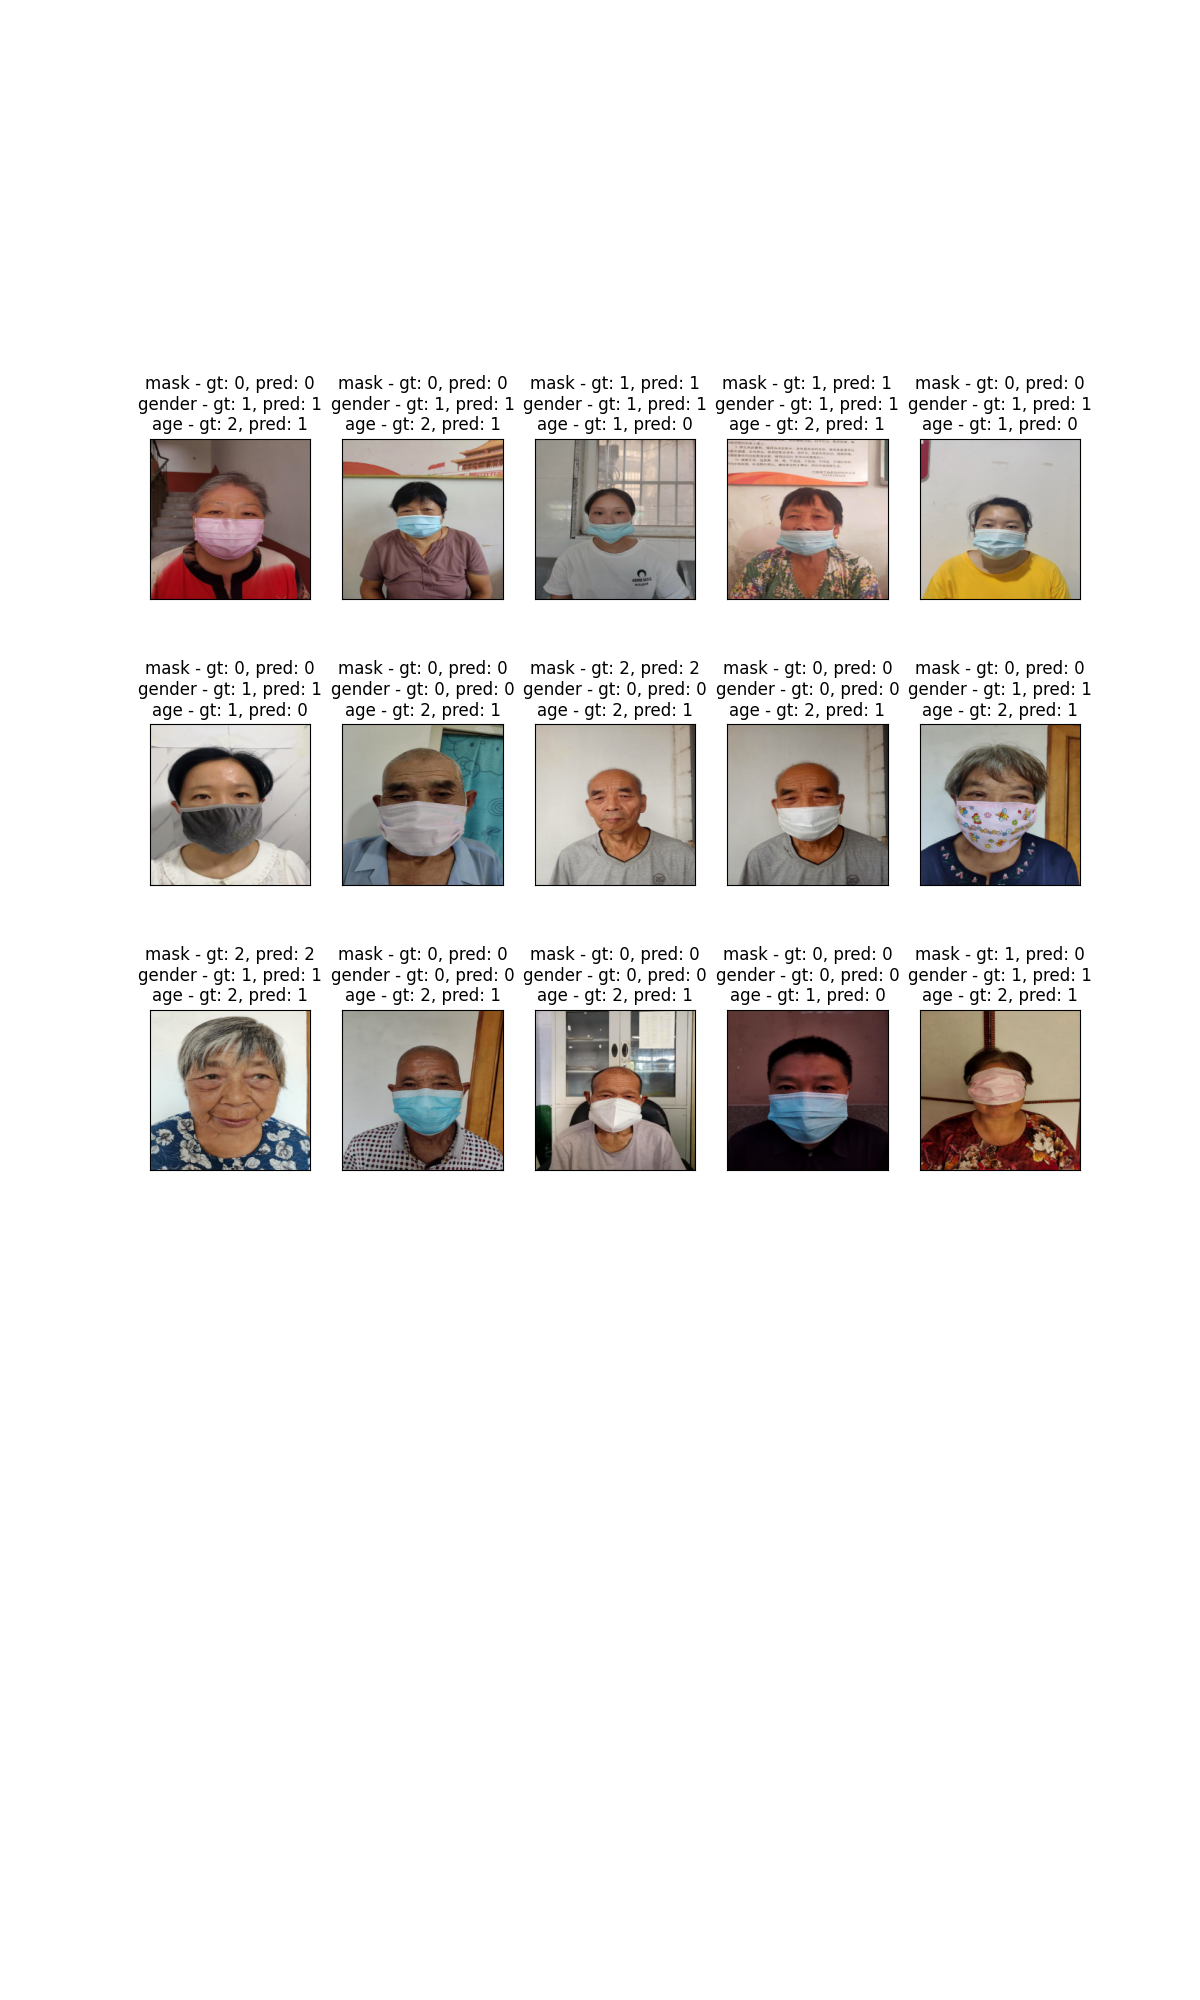 mask - gt: 0, pred: 0
gender - gt: 1, pred: 1
age - gt: 2, pred: 1
mask - gt: 0, pred: 0
gender - gt: 1, pred: 1
age - gt: 2, pred: 1
mask - gt: 1, pred: 1
gender - gt: 1, pred: 1
age - gt: 1, pred: 0
mask - gt: 1, pred: 1
gender - gt: 1, pred: 1
age - gt: 2, pred: 1
mask - gt: 0, pred: 0
gender - gt: 1, pred: 1
age - gt: 1, pred: 0
mask - gt: 0, pred: 0
gender - gt: 1, pred: 1
age - gt: 1, pred: 0
mask - gt: 0, pred: 0
gender - gt: 0, pred: 0
age - gt: 2, pred: 1
mask - gt: 2, pred: 2
gender - gt: 0, pred: 0
age - gt: 2, pred: 1
mask - gt: 0, pred: 0
gender - gt: 0, pred: 0
age - gt: 2, pred: 1
mask - gt: 0, pred: 0
gender - gt: 1, pred: 1
age - gt: 2, pred: 1
mask - gt: 2, pred: 2
gender - gt: 1, pred: 1
age - gt: 2, pred: 1
mask - gt: 0, pred: 0
gender - gt: 0, pred: 0
age - gt: 2, pred: 1
mask - gt: 0, pred: 0
gender - gt: 0, pred: 0
age - gt: 2, pred: 1
mask - gt: 0, pred: 0
gender - gt: 0, pred: 0
age - gt: 1, pred: 0
mask - gt: 1, pred: 0
gender - gt: 1, pred: 1
age - gt: 2, pred: 1